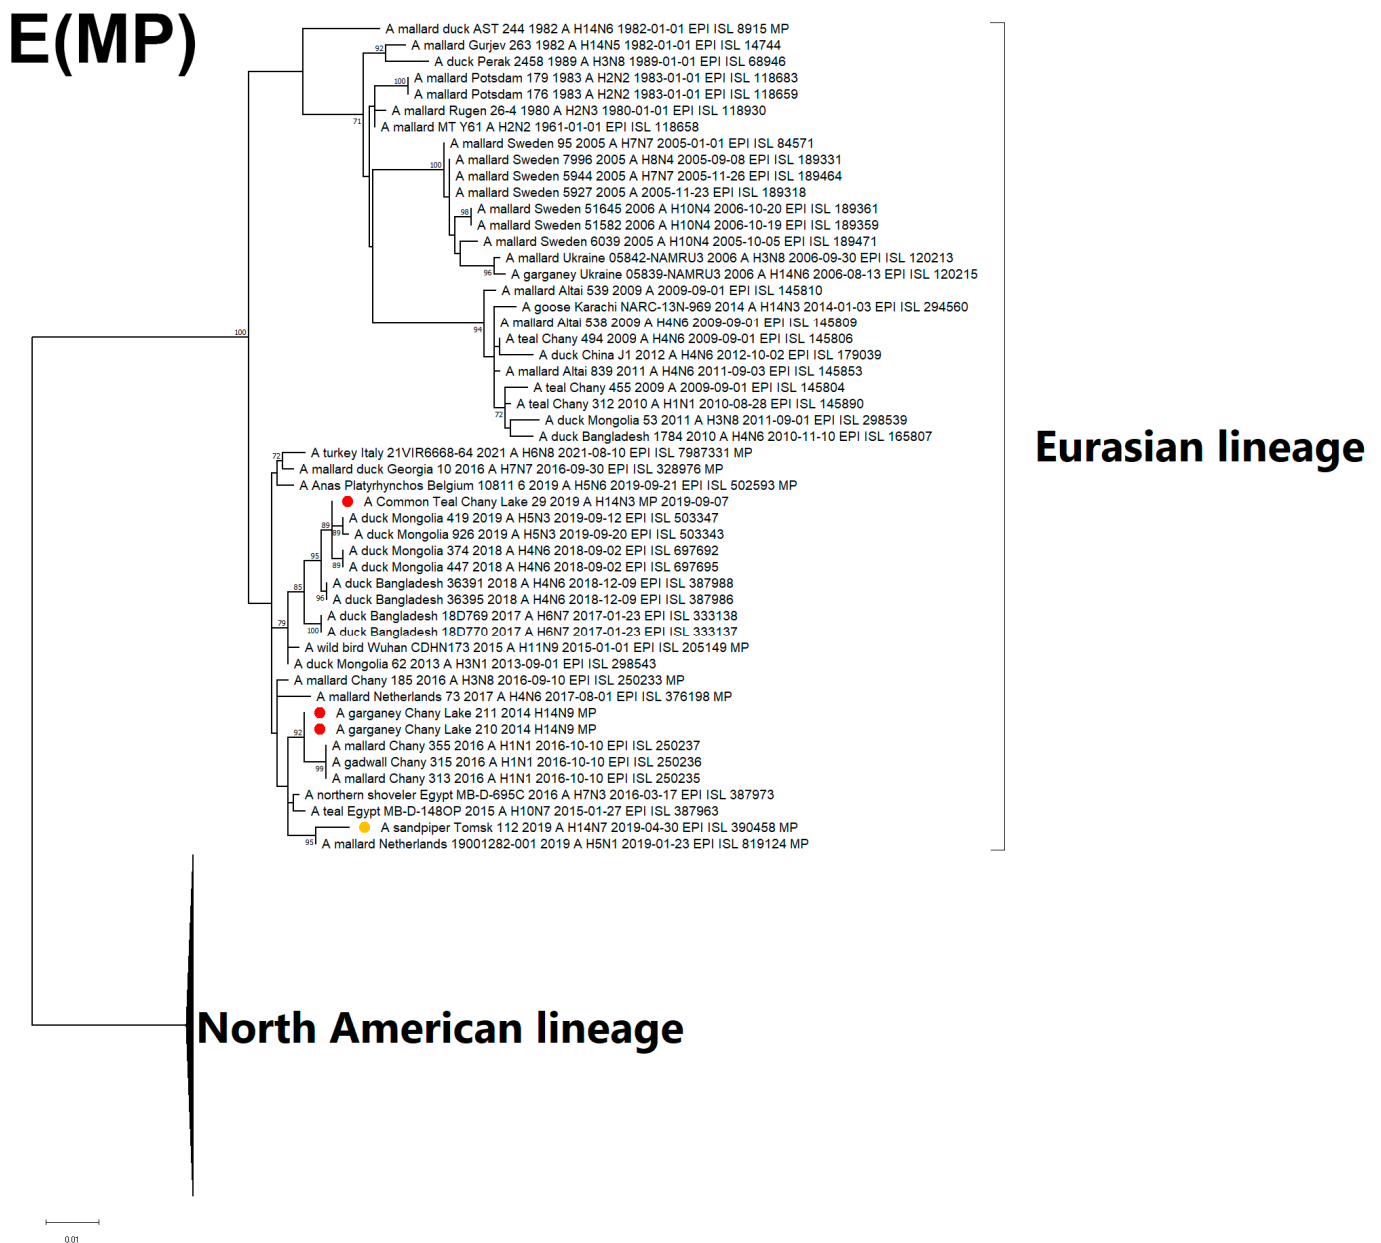 E(MP)
A mallard duck AST 244 1982 A H14N6 1982-01-01 EPI ISL 8915 MP
92
A mallard Gurjev 263 1982 A H14N5 1982-01-01 EPI ISL 14744
A duck Perak 2458 1989 A H3N8 1989-01-01 EPI ISL 68946
A mallard Potsdam 179 1983 A H2N2 1983-01-01 EPI ISL 118683
100
A mallard Potsdam 176 1983 A H2N2 1983-01-01 EPI ISL 118659
A mallard Rugen 26-4 1980 A H2N3 1980-01-01 EPI ISL 118930
71
A mallard MT Y61 A H2N2 1961-01-01 EPI ISL 118658
A mallard Sweden 95 2005 A H7N7 2005-01-01 EPI ISL 84571
A mallard Sweden 7996 2005 A H8N4 2005-09-08 EPI ISL 189331
100
A mallard Sweden 5944 2005 A H7N7 2005-11-26 EPI ISL 189464
A mallard Sweden 5927 2005 A 2005-11-23 EPI ISL 189318
A mallard Sweden 51645 2006 A H10N4 2006-10-20 EPI ISL 189361
98
A mallard Sweden 51582 2006 A H10N4 2006-10-19 EPI ISL 189359
A mallard Sweden 6039 2005 A H10N4 2005-10-05 EPI ISL 189471
A mallard Ukraine 05842-NAMRU3 2006 A H3N8 2006-09-30 EPI ISL 120213
96
A garganey Ukraine 05839-NAMRU3 2006 A H14N6 2006-08-13 EPI ISL 120215
A mallard Altai 539 2009 A 2009-09-01 EPI ISL 145810
A goose Karachi NARC-13N-969 2014 A H14N3 2014-01-03 EPI ISL 294560
94
A mallard Altai 538 2009 A H4N6 2009-09-01 EPI ISL 145809
100
A teal Chany 494 2009 A H4N6 2009-09-01 EPI ISL 145806
A duck China J1 2012 A H4N6 2012-10-02 EPI ISL 179039
A mallard Altai 839 2011 A H4N6 2011-09-03 EPI ISL 145853
A teal Chany 455 2009 A 2009-09-01 EPI ISL 145804
A teal Chany 312 2010 A H1N1 2010-08-28 EPI ISL 145890
72
A duck Mongolia 53 2011 A H3N8 2011-09-01 EPI ISL 298539
A duck Bangladesh 1784 2010 A H4N6 2010-11-10 EPI ISL 165807
Eurasian lineage
A turkey Italy 21VIR6668-64 2021 A H6N8 2021-08-10 EPI ISL 7987331 MP
72
A mallard duck Georgia 10 2016 A H7N7 2016-09-30 EPI ISL 328976 MP
A Anas Platyrhynchos Belgium 10811 6 2019 A H5N6 2019-09-21 EPI ISL 502593 MP
A Common Teal Chany Lake 29 2019 A H14N3 MP 2019-09-07
A duck Mongolia 419 2019 A H5N3 2019-09-12 EPI ISL 503347
89
89
A duck Mongolia 926 2019 A H5N3 2019-09-20 EPI ISL 503343
A duck Mongolia 374 2018 A H4N6 2018-09-02 EPI ISL 697692
95
89
A duck Mongolia 447 2018 A H4N6 2018-09-02 EPI ISL 697695
A duck Bangladesh 36391 2018 A H4N6 2018-12-09 EPI ISL 387988
85
96
A duck Bangladesh 36395 2018 A H4N6 2018-12-09 EPI ISL 387986
A duck Bangladesh 18D769 2017 A H6N7 2017-01-23 EPI ISL 333138
79
100
A duck Bangladesh 18D770 2017 A H6N7 2017-01-23 EPI ISL 333137
A wild bird Wuhan CDHN173 2015 A H11N9 2015-01-01 EPI ISL 205149 MP
A duck Mongolia 62 2013 A H3N1 2013-09-01 EPI ISL 298543
A mallard Chany 185 2016 A H3N8 2016-09-10 EPI ISL 250233 MP
A mallard Netherlands 73 2017 A H4N6 2017-08-01 EPI ISL 376198 MP
A garganey Chany Lake 211 2014 H14N9 MP
92
A garganey Chany Lake 210 2014 H14N9 MP
A mallard Chany 355 2016 A H1N1 2016-10-10 EPI ISL 250237
A gadwall Chany 315 2016 A H1N1 2016-10-10 EPI ISL 250236
99
A mallard Chany 313 2016 A H1N1 2016-10-10 EPI ISL 250235
A northern shoveler Egypt MB-D-695C 2016 A H7N3 2016-03-17 EPI ISL 387973
A teal Egypt MB-D-148OP 2015 A H10N7 2015-01-27 EPI ISL 387963
A sandpiper Tomsk 112 2019 A H14N7 2019-04-30 EPI ISL 390458 MP
95
A mallard Netherlands 19001282-001 2019 A H5N1 2019-01-23 EPI ISL 819124 MP
North American lineage
0.01